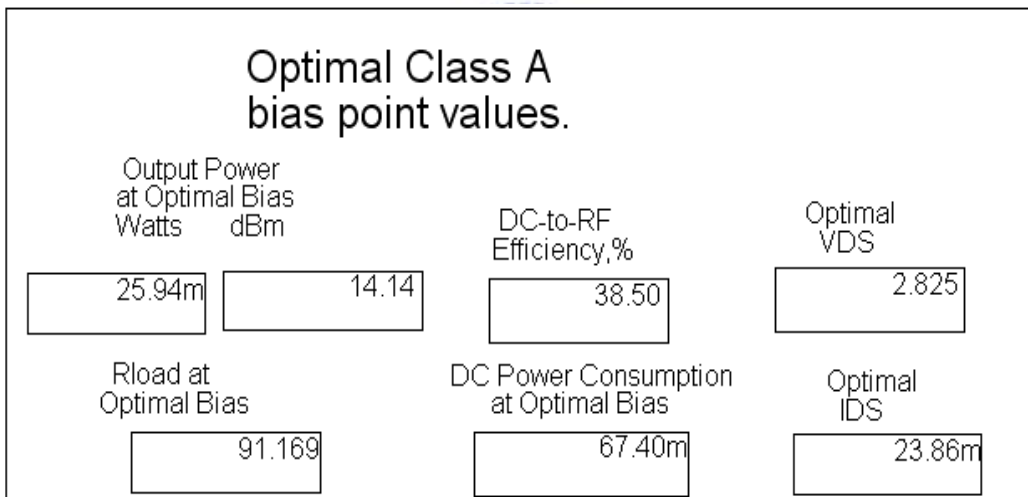 Optimal Class A
bias point values.
Output Power
at Optimal Bias
Watts dBm
25.94m
14.14
DC-to-RF
Efficiency,%
38.50
Optimal
VDS
2.825
Rload at
Optimal Bias
91.169
DC Power Consumption
at Optimal Bias
67.40m
Optimal
IDS
23.86m